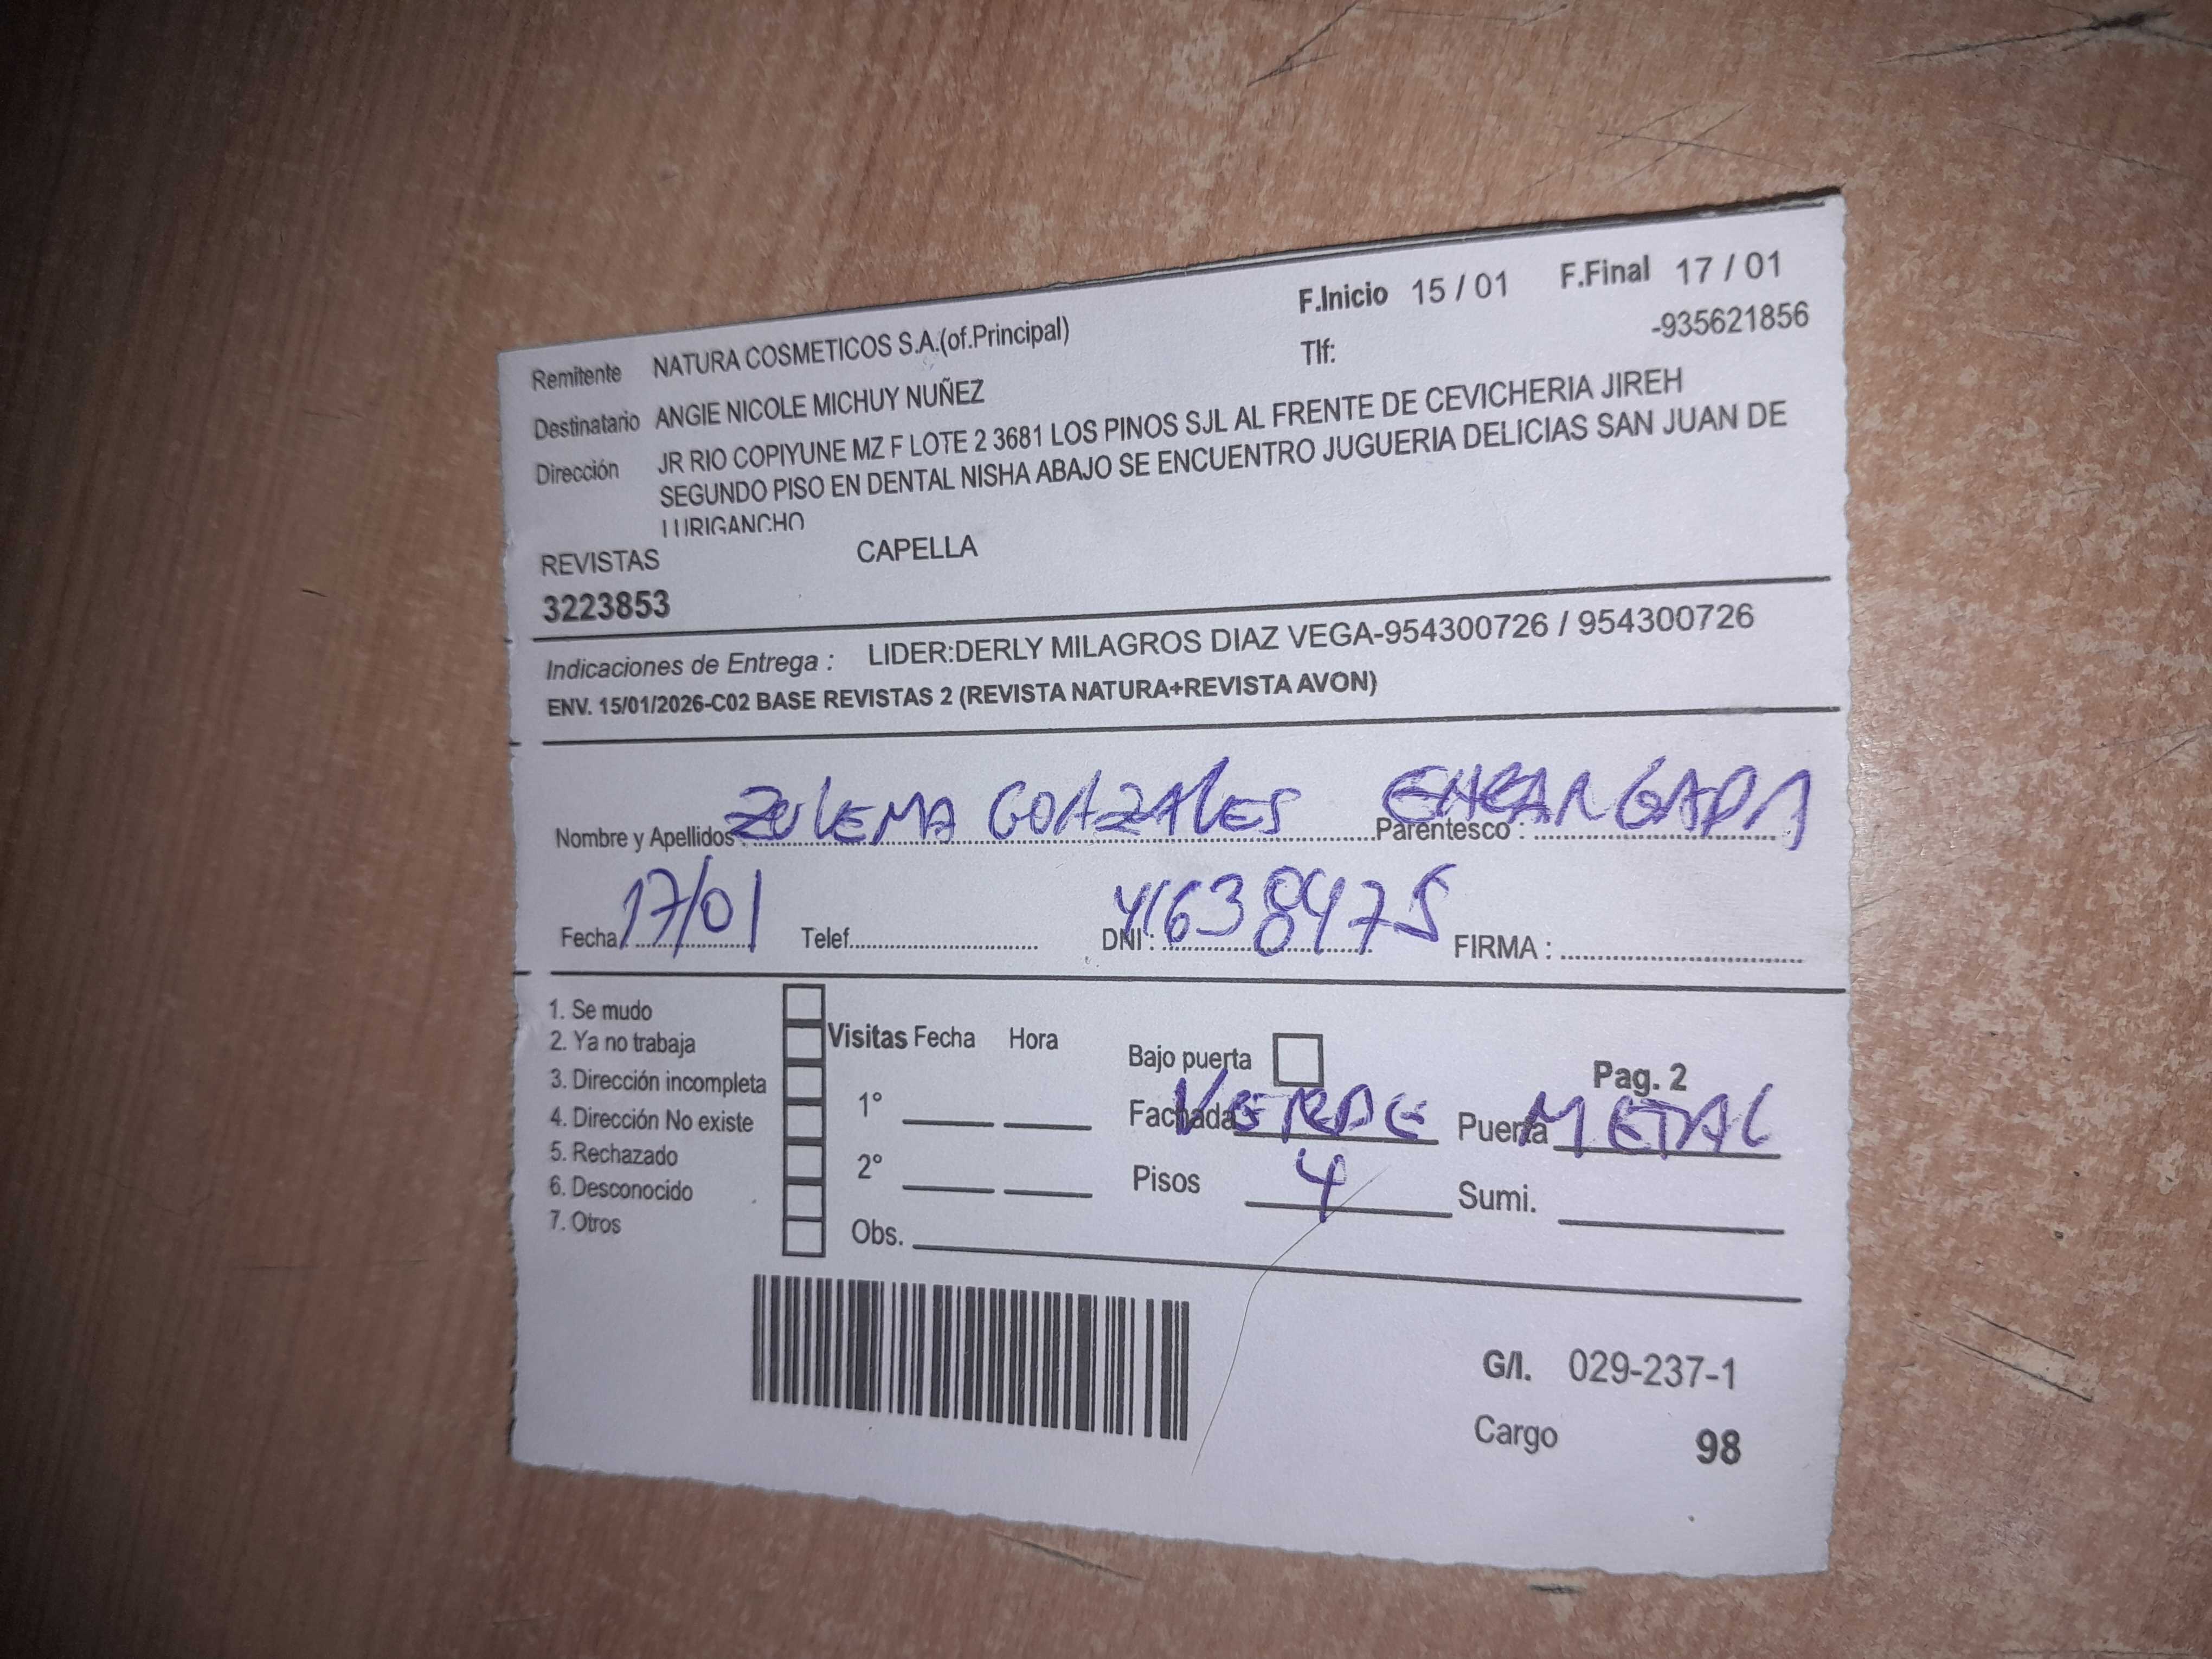 F.Inicio 15 / 01 F.Final 17 / 01
Remitente NATURA COSMETICOS S.A.(of.Principal) Tlf: -935621856
Destinatario ANGIE NICOLE MICHUY NUÑEZ
Dirección JR RIO COPIYUNE MZ F LOTE 2 3681 LOS PINOS SJL AL FRENTE DE CEVICHERIA JIREH
SEGUNDO PISO EN DENTAL NISHA ABAJO SE ENCUENTRO JUGUERIA DELICIAS SAN JUAN DE
LURIGANCHO
REVISTAS CAPELLA
3223853
Indicaciones de Entrega : LIDER:DERLY MILAGROS DIAZ VEGA-954300726 / 954300726
ENV. 15/01/2026-C02 BASE REVISTAS 2 (REVISTA NATURA+REVISTA AVON)
Nombre y Apellidos : ZULEMA GONZALES Parentesco : ENCARGADA
Fecha 17/01 Telef. DNI : 41638475 FIRMA :
1. Se mudo
2. Ya no trabaja
3. Dirección incompleta
4. Dirección No existe
5. Rechazado
6. Desconocido
7. Otros
Visitas Fecha Hora
1°
2°
Obs.
Bajo puerta
Pag. 2
Fachada VERDE Puerta METAL
Pisos 4 Sumi.
G/I. 029-237-1
Cargo 98